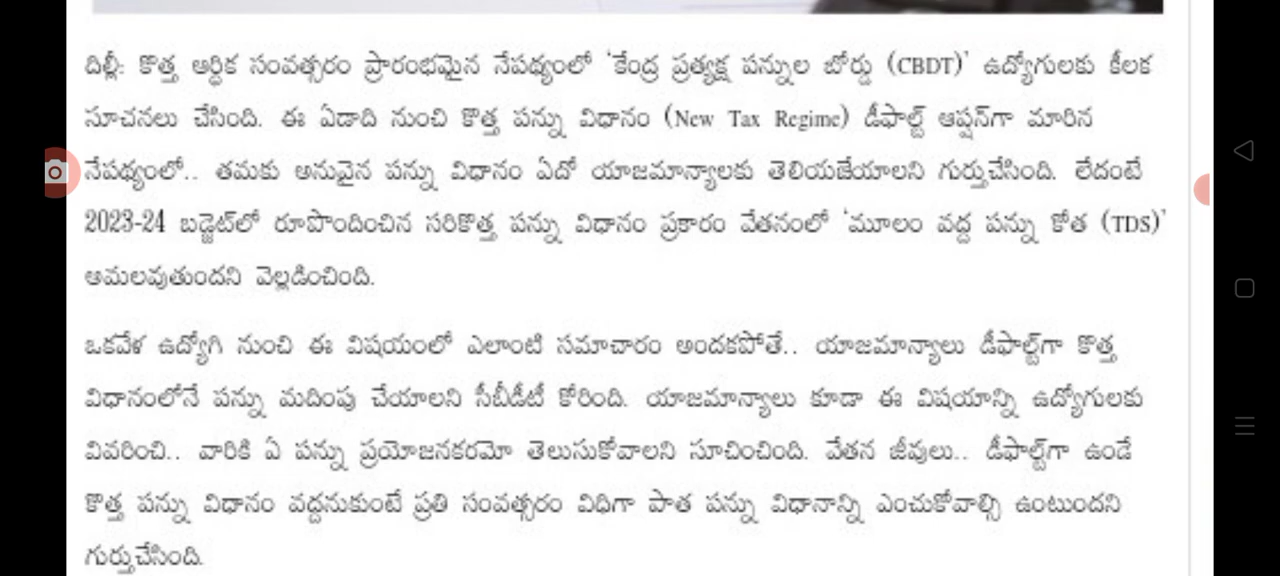 దిల్లీ: కొత్త ఆర్థిక సంవత్సరం ప్రారంభమైన నేపథ్యంలో ‘కేంద్ర ప్రత్యక్ష పన్నుల బోర్డు (CBDT)’ ఉద్యోగులకు కీలక
సూచనలు చేసింది. ఈ ఏడాది నుంచి కొత్త పన్ను విధానం (New Tax Regime) డీఫాల్ట్ ఆప్షన్‌గా మారిన
నేపథ్యంలో.. తమకు అనువైన పన్ను విధానం ఏదో యాజమాన్యాలకు తెలియజేయాలని గుర్తుచేసింది. లేదంటే
2023-24 బడ్జెట్‌లో రూపొందించిన సరికొత్త పన్ను విధానం ప్రకారం వేతనంలో ‘మూలం వద్ద పన్ను కోత (TDS)’
అమలవుతుందని వెల్లడించింది.
ఒకవేళ ఉద్యోగి నుంచి ఈ విషయంలో ఎలాంటి సమాచారం అందకపోతే.. యాజమాన్యాలు డీఫాల్ట్‌గా కొత్త
విధానంలోనే పన్ను మదింపు చేయాలని సీబీడీటీ కోరింది. యాజమాన్యాలు కూడా ఈ విషయాన్ని ఉద్యోగులకు
వివరించి.. వారికి ఏ పన్ను ప్రయోజనకరమో తెలుసుకోవాలని సూచించింది. వేతన జీవులు.. డీఫాల్ట్‌గా ఉండే
కొత్త పన్ను విధానం వద్దనుకుంటే ప్రతి సంవత్సరం విధిగా పాత పన్ను విధానాన్ని ఎంచుకోవాల్సి ఉంటుందని
గుర్తుచేసింది.